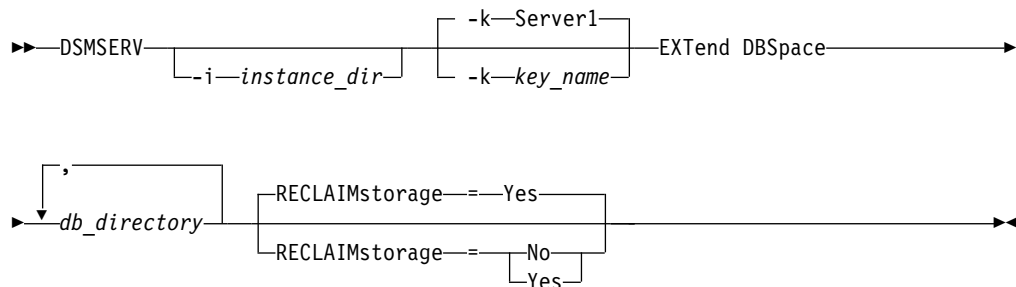 -k Server1
DSMSERV EXTend DBSpace
-i instance_dir -k key_name
,
RECLAIMstorage = Yes
db_directory
RECLAIMstorage = No
Yes